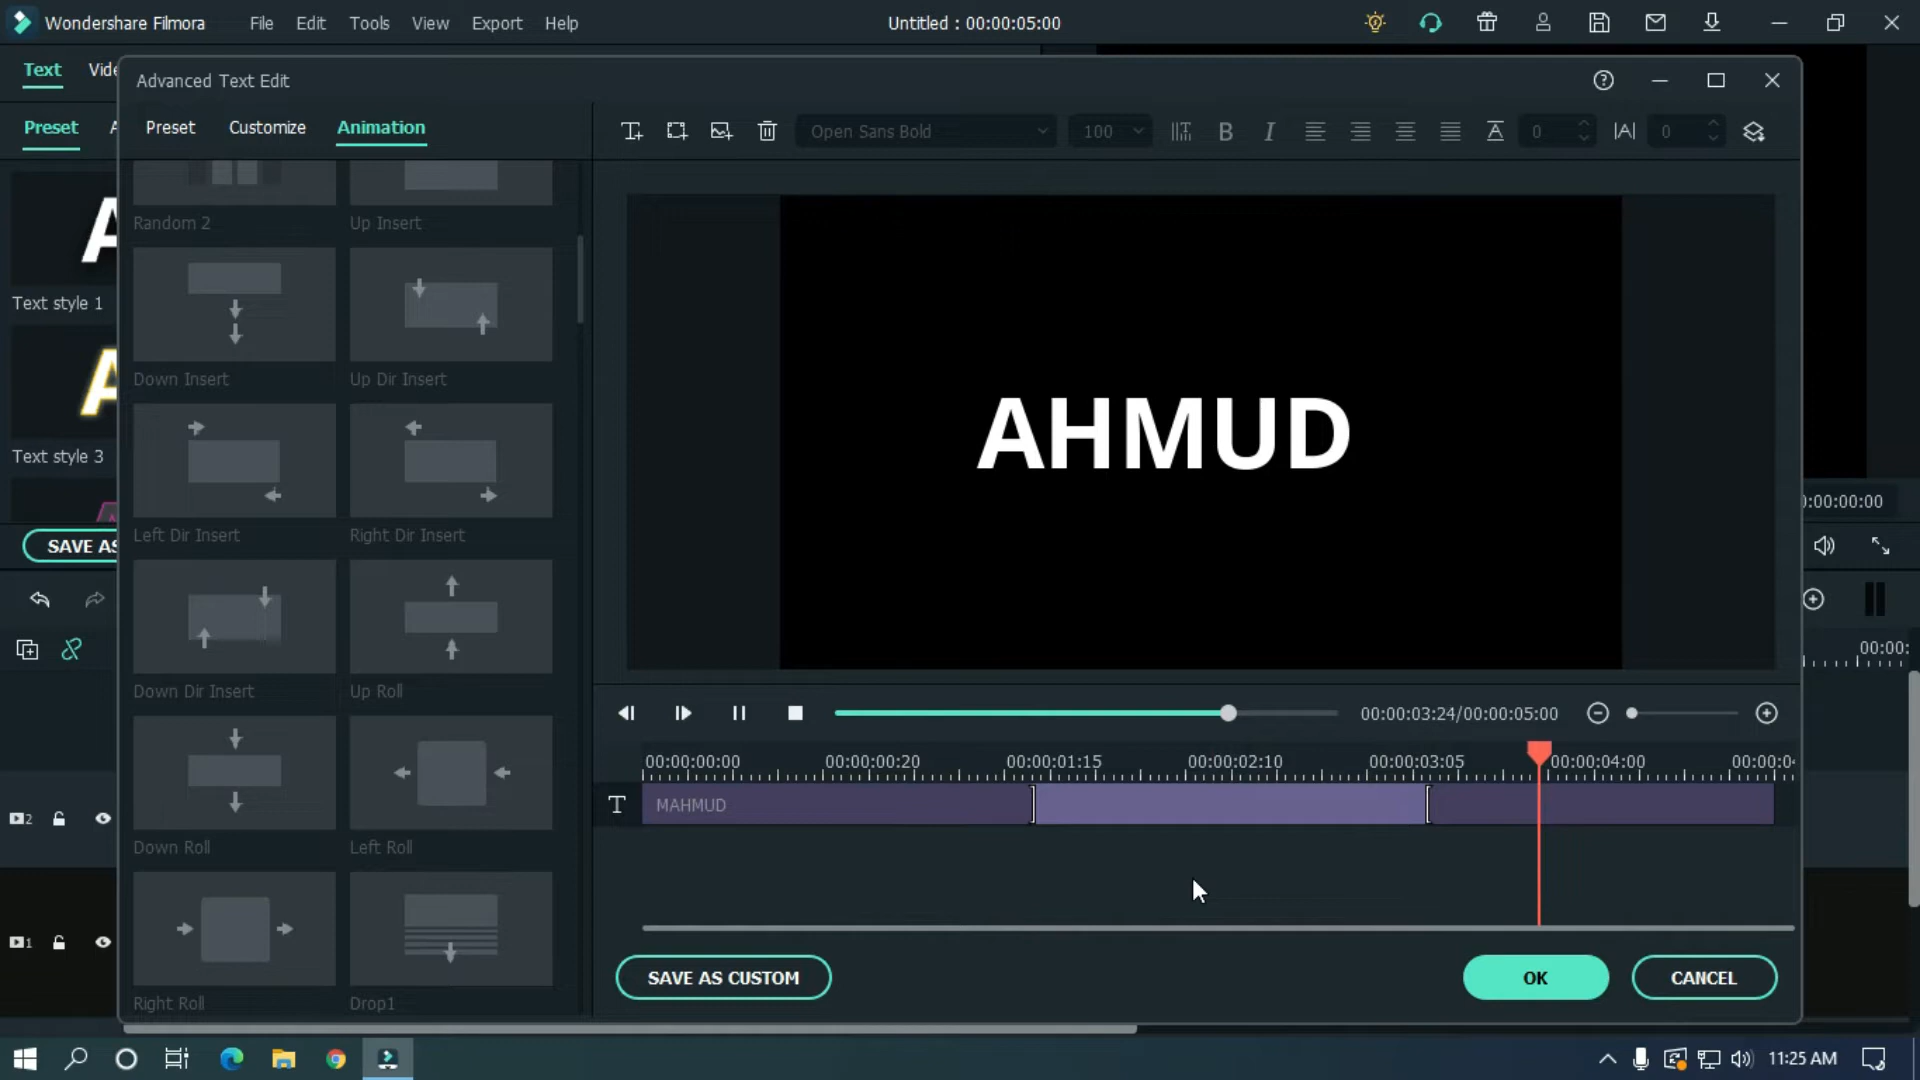 Wondershare Filmora File Edit Tools View Export Help Untitled : 00:00:05:00
Text
Advanced Text Edit
Preset
Preset Customize Animation
Open Sans Bold 100 B I 0 0
Random 2 Up Insert
Text style 1
Down Insert Up Dir Insert
AHMUD
Text style 3
0:00:00:00
Left Dir Insert Right Dir Insert
SAVE AS
Down Dir Insert Up Roll
00:00:03:24/00:00:05:00
00:00:00:00 00:00:00:20 00:00:01:15 00:00:02:10 00:00:03:05 00:00:04:00
T MAHMUD
2
Down Roll Left Roll
1
SAVE AS CUSTOM OK CANCEL
Right Roll Drop1
11:25 AM